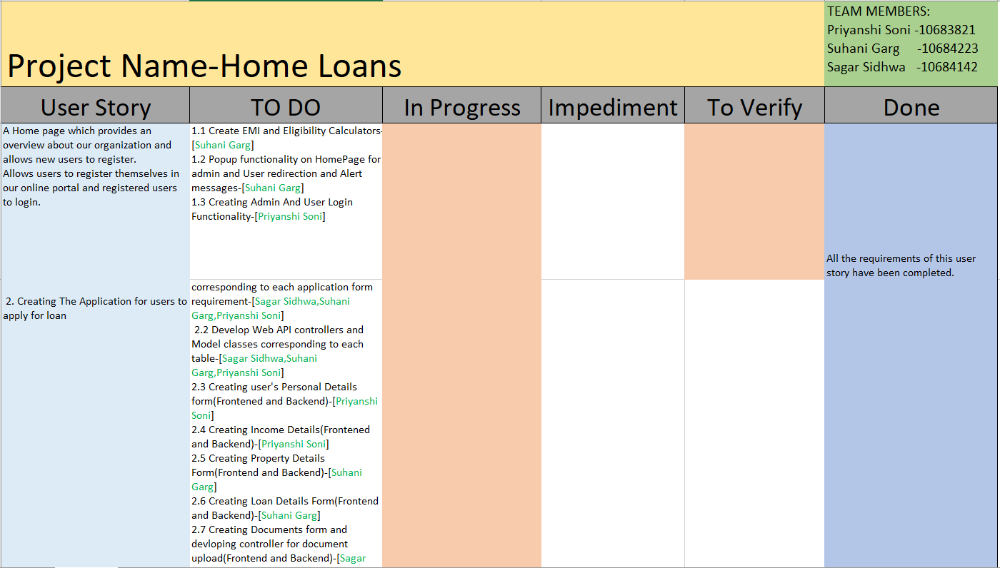 TEAM MEMBERS:
Priyanshi Soni -10683821
Suhani Garg -10684223
Sagar Sidhwa -10684142
Project Name-Home Loans
User Story
TO DO
In Progress
Impediment
To Verify
Done
A Home page which provides an
overview about our organization and
allows new users to register.
Allows users to register themselves in
our online portal and registered users
to login.
1.1 Create EMI and Eligibility Calculators-
[Suhani Garg]
1.2 Popup functionality on HomePage for
admin and User redirection and Alert
messages-[Suhani Garg]
1.3 Creating Admin And User Login
Functionality-[Priyanshi Soni]
All the requirements of this user
story have been completed.
2. Creating The Application for users to
apply for loan
corresponding to each application form
requirement-[Sagar Sidhwa,Suhani
Garg,Priyanshi Soni]
2.2 Develop Web API controllers and
Model classes corresponding to each
table-[Sagar Sidhwa,Suhani
Garg,Priyanshi Soni]
2.3 Creating user's Personal Details
form(Frontened and Backend)-[Priyanshi
Soni]
2.4 Creating Income Details(Frontened
and Backend)-[Priyanshi Soni]
2.5 Creating Property Details
Form(Frontend and Backend)-[Suhani
Garg]
2.6 Creating Loan Details Form(Frontend
and Backend)-[Suhani Garg]
2.7 Creating Documents form and
devloping controller for document
upload(Frontend and Backend)-[Sagar